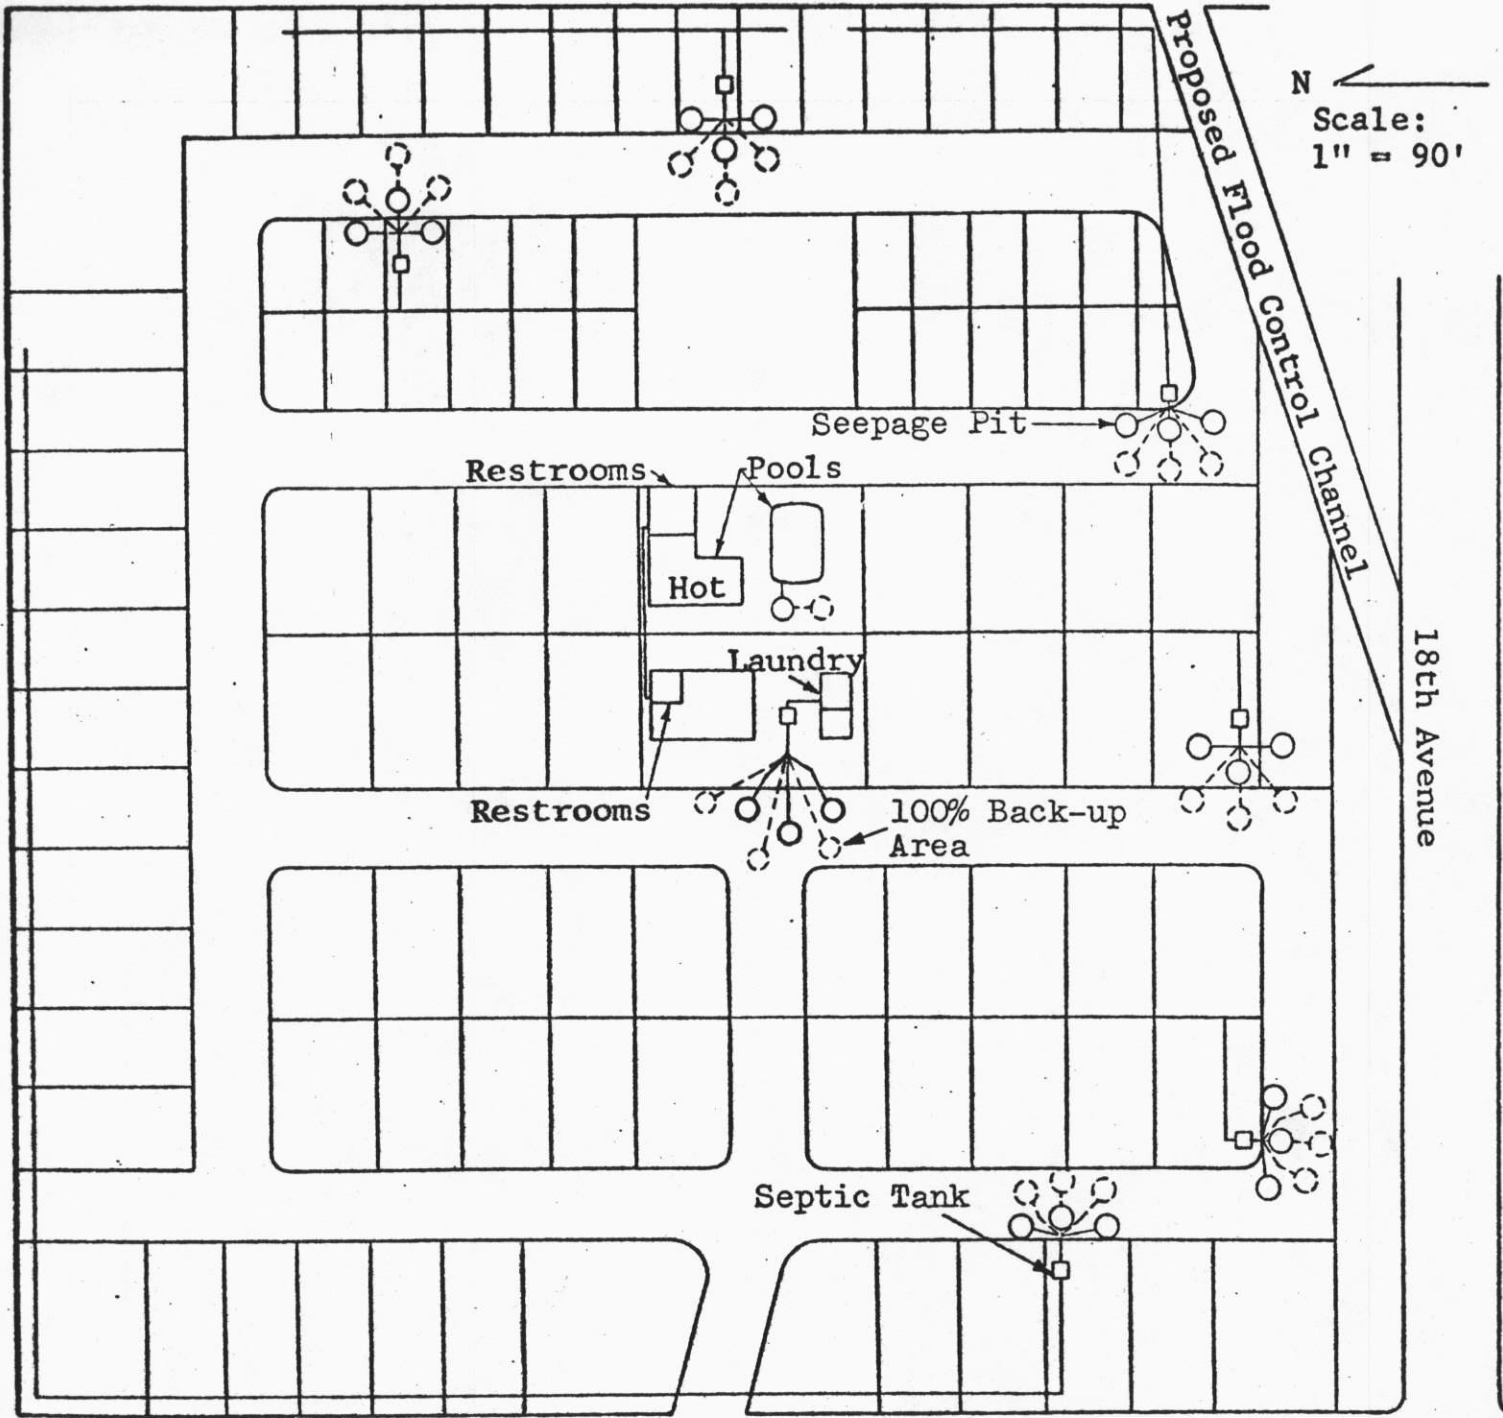 Proposed Flood Control Channel
N
Scale:
1" = 90'
Seepage Pit
Restrooms
Pools
Hot
Laundry
18th Avenue
Restrooms
100% Back-up
Area
Septic Tank